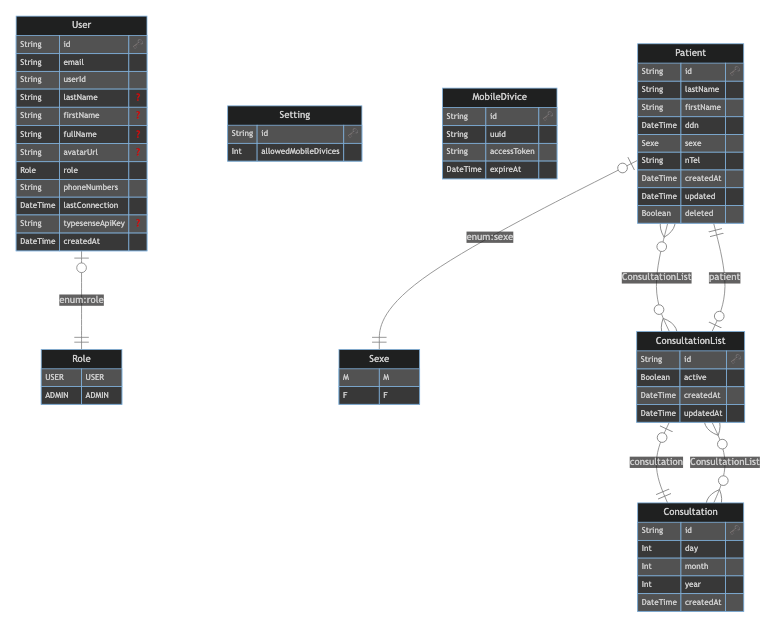 User
String id
String email
String userId
String lastName ?
String firstName ?
String fullName ?
String avatarUrl ?
Role role
String phoneNumbers
DateTime lastConnection
String typesenseApiKey ?
DateTime createdAt
enum:role
Role
USER USER
ADMIN ADMIN
Setting
String id
Int allowedMobileDivices
MobileDivice
String id
String uuid
String accessToken
DateTime expireAt
enum:sexe
Sexe
M M
F F
Patient
String id
String lastName
String firstName
DateTime ddn
Sexe sexe
String nTel
DateTime createdAt
DateTime updated
Boolean deleted
ConsultationList
patient
ConsultationList
String id
Boolean active
DateTime createdAt
DateTime updatedAt
consultation
ConsultationList
Consultation
String id
Int day
Int month
Int year
DateTime createdAt